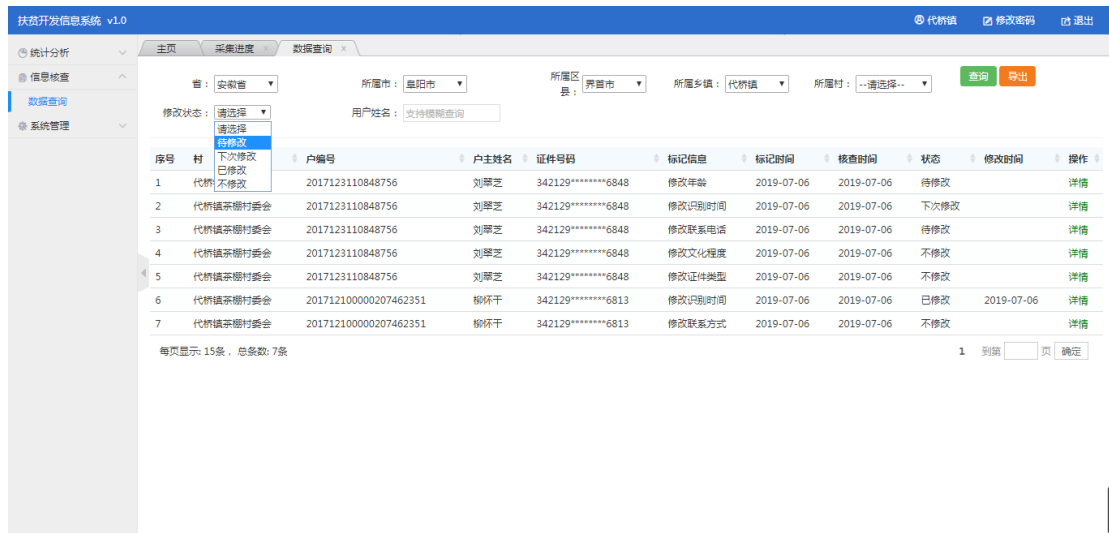 扶贫开发信息系统 v1.0 代桥镇 修改密码 退出
统计分析
信息核查
数据查询
系统管理
主页 采集进度 × 数据查询 ×
省： 安徽省 所属市： 阜阳市 所属区县： 界首市 所属乡镇： 代桥镇 所属村： --请选择-- 查询 导出
修改状态： 请选择 用户姓名： 支持模糊查询
请选择
待修改
下次修改
已修改
不修改
序号 村 户编号 户主姓名 证件号码 标记信息 标记时间 核查时间 状态 修改时间 操作
1 代桥 2017123110848756 刘翠芝 342129********6848 修改年龄 2019-07-06 2019-07-06 待修改 详情
2 代桥镇茶棚村委会 2017123110848756 刘翠芝 342129********6848 修改识别时间 2019-07-06 2019-07-06 下次修改 详情
3 代桥镇茶棚村委会 2017123110848756 刘翠芝 342129********6848 修改联系电话 2019-07-06 2019-07-06 待修改 详情
4 代桥镇茶棚村委会 2017123110848756 刘翠芝 342129********6848 修改文化程度 2019-07-06 2019-07-06 不修改 详情
5 代桥镇茶棚村委会 2017123110848756 刘翠芝 342129********6848 修改证件类型 2019-07-06 2019-07-06 不修改 详情
6 代桥镇茶棚村委会 201712100000207462351 柳怀干 342129********6813 修改识别时间 2019-07-06 2019-07-06 已修改 2019-07-06 详情
7 代桥镇茶棚村委会 201712100000207462351 柳怀干 342129********6813 修改联系方式 2019-07-06 2019-07-06 不修改 详情
每页显示: 15条， 总条数: 7条 1 到第 页 确定